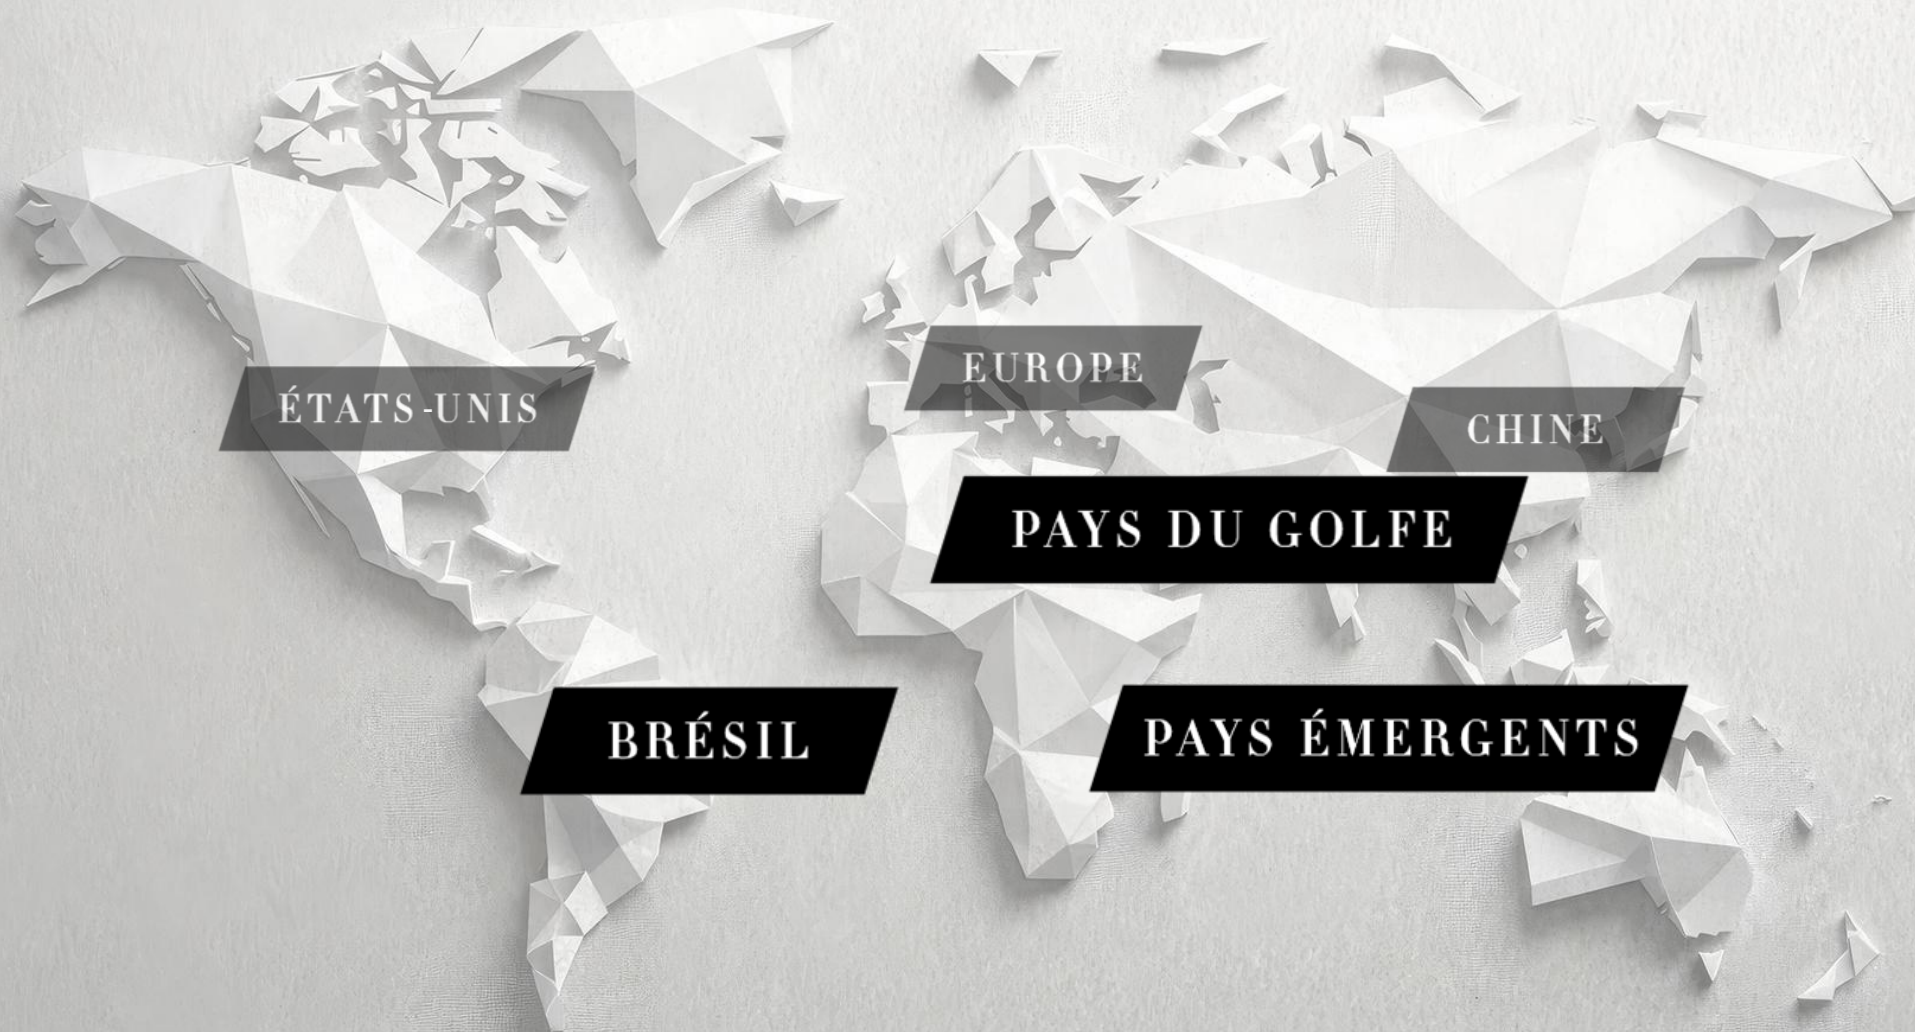 EUROPE
ÉTATS-UNIS
CHINE
PAYS DU GOLFE
BRÉSIL
PAYS ÉMERGENTS